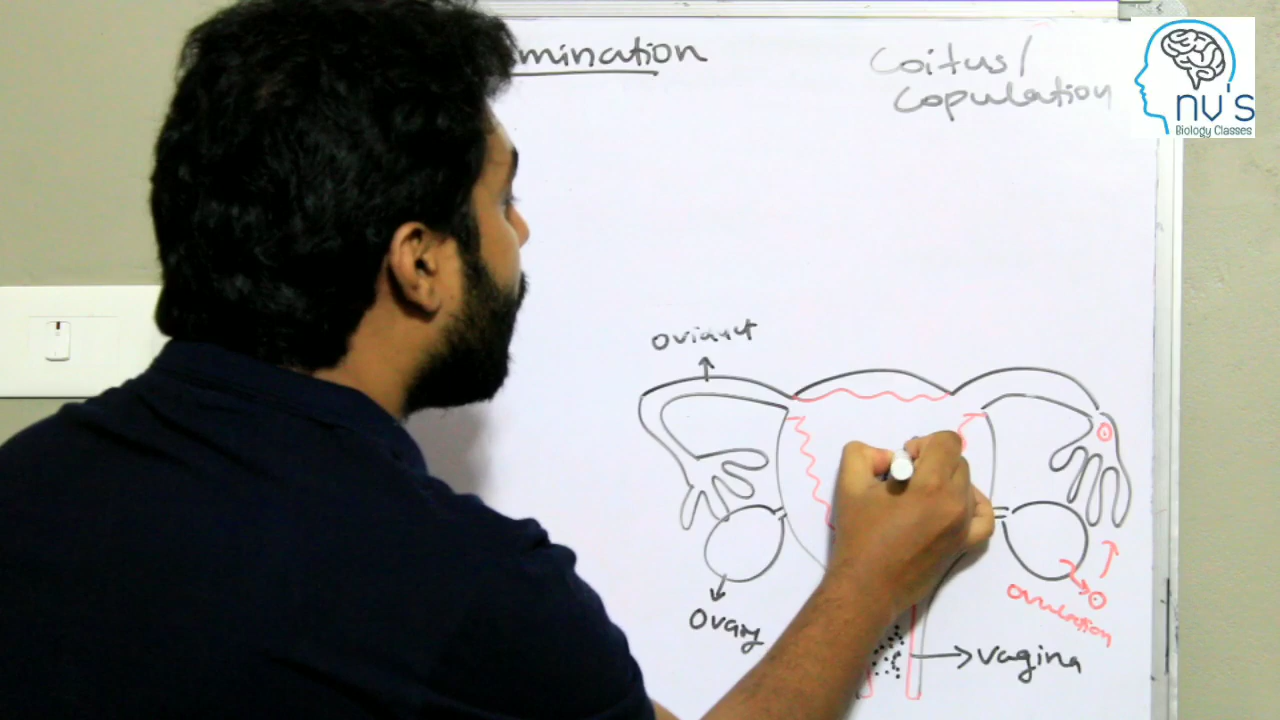 mination
Coitus/
Copulation
nv's
Biology Classes
Oviduct
Ovary
Ovulation
Vagina